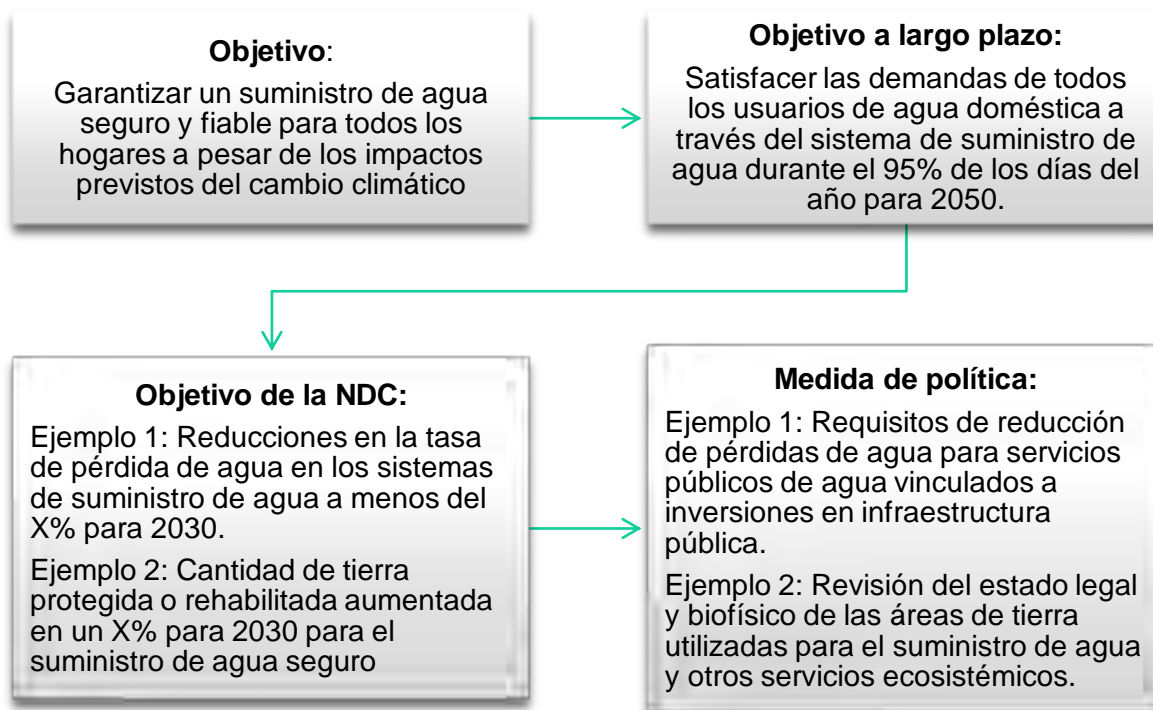 Objetivo:
Garantizar un suministro de agua
seguro y fiable para todos los
hogares a pesar de los impactos
previstos del cambio climático
Objetivo a largo plazo:
Satisfacer las demandas de todos
los usuarios de agua doméstica a
través del sistema de suministro de
agua durante el 95% de los días del
año para 2050.
Objetivo de la NDC:
Ejemplo 1: Reducciones en la tasa
de pérdida de agua en los sistemas
de suministro de agua a menos del
X% para 2030.
Ejemplo 2: Cantidad de tierra
protegida o rehabilitada aumentada
en un X% para 2030 para el
suministro de agua seguro
Medida de política:
Ejemplo 1: Requisitos de reducción
de pérdidas de agua para servicios
públicos de agua vinculados a
inversiones en infraestructura
pública.
Ejemplo 2: Revisión del estado legal
y biofísico de las áreas de tierra
utilizadas para el suministro de agua
y otros servicios ecosistémicos.